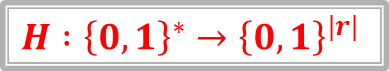 H : {0, 1}* → {0, 1}^|r|